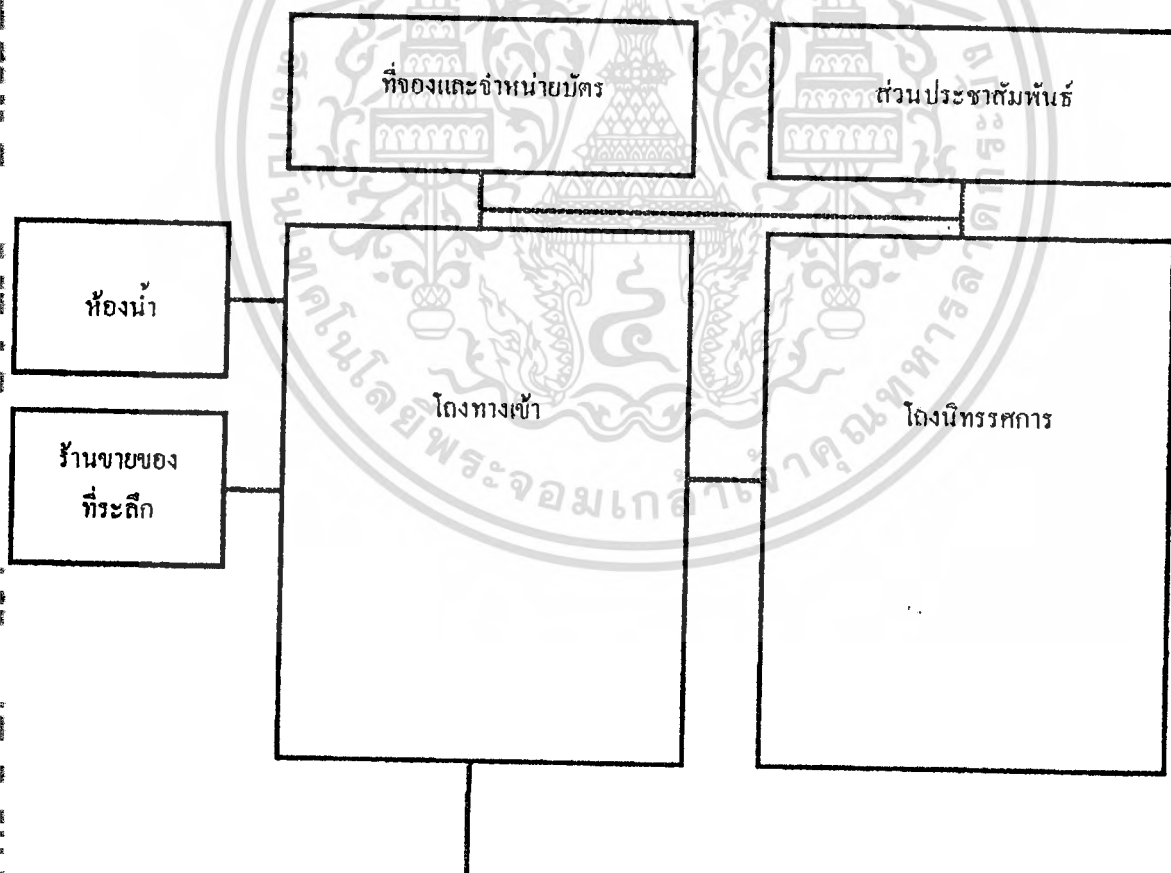 ที่จองและจำหน่ายบัตร
ส่วนประชาสัมพันธ์
ห้องน้ำ
โถงทางเข้า
โถงนิทรรศการ
ร้านขายของ
ที่ระลึก